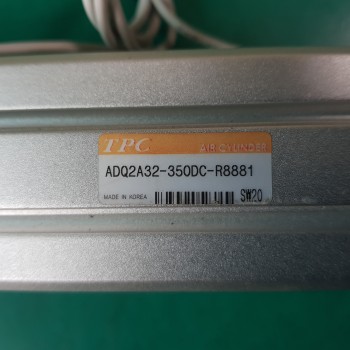 TPC AIR CYLINDER
ADQ2A32-350DC-R8881
MADE IN KOREA SW20